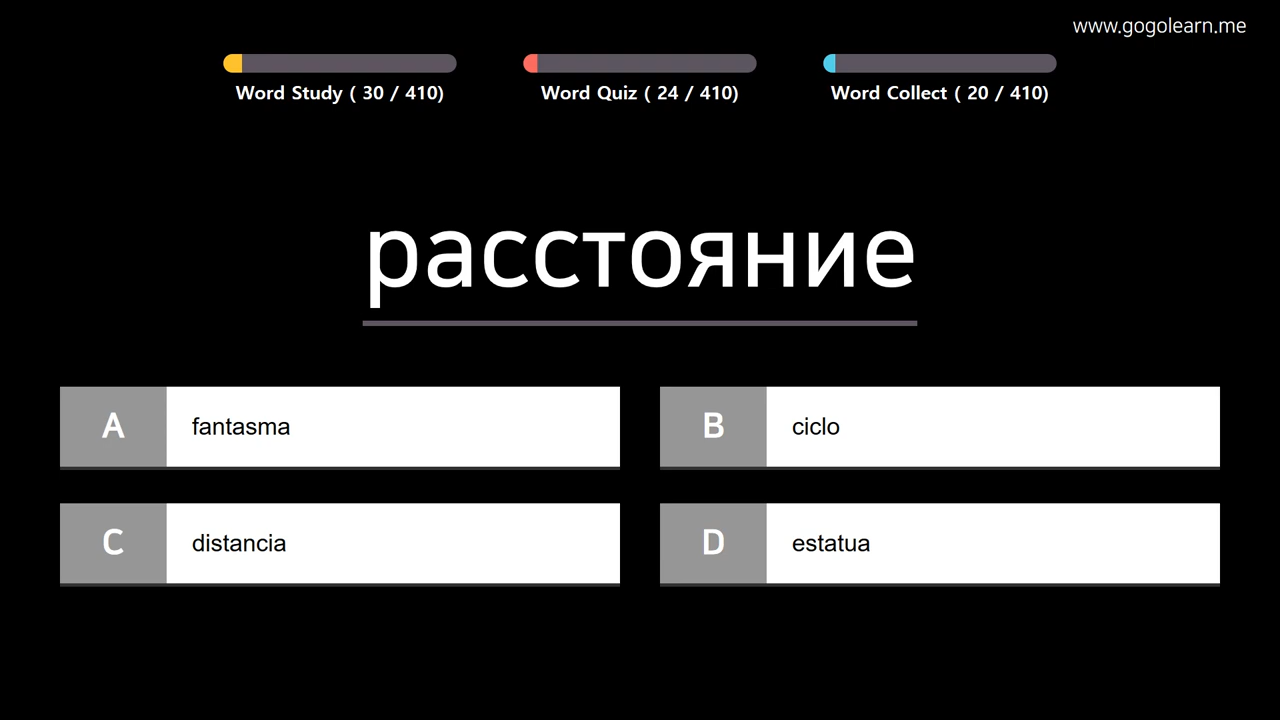 www.gogolearn.me
Word Study ( 30 / 410)
Word Quiz ( 24 / 410)
Word Collect ( 20 / 410)
расстояние
A fantasma
B ciclo
C distancia
D estatua